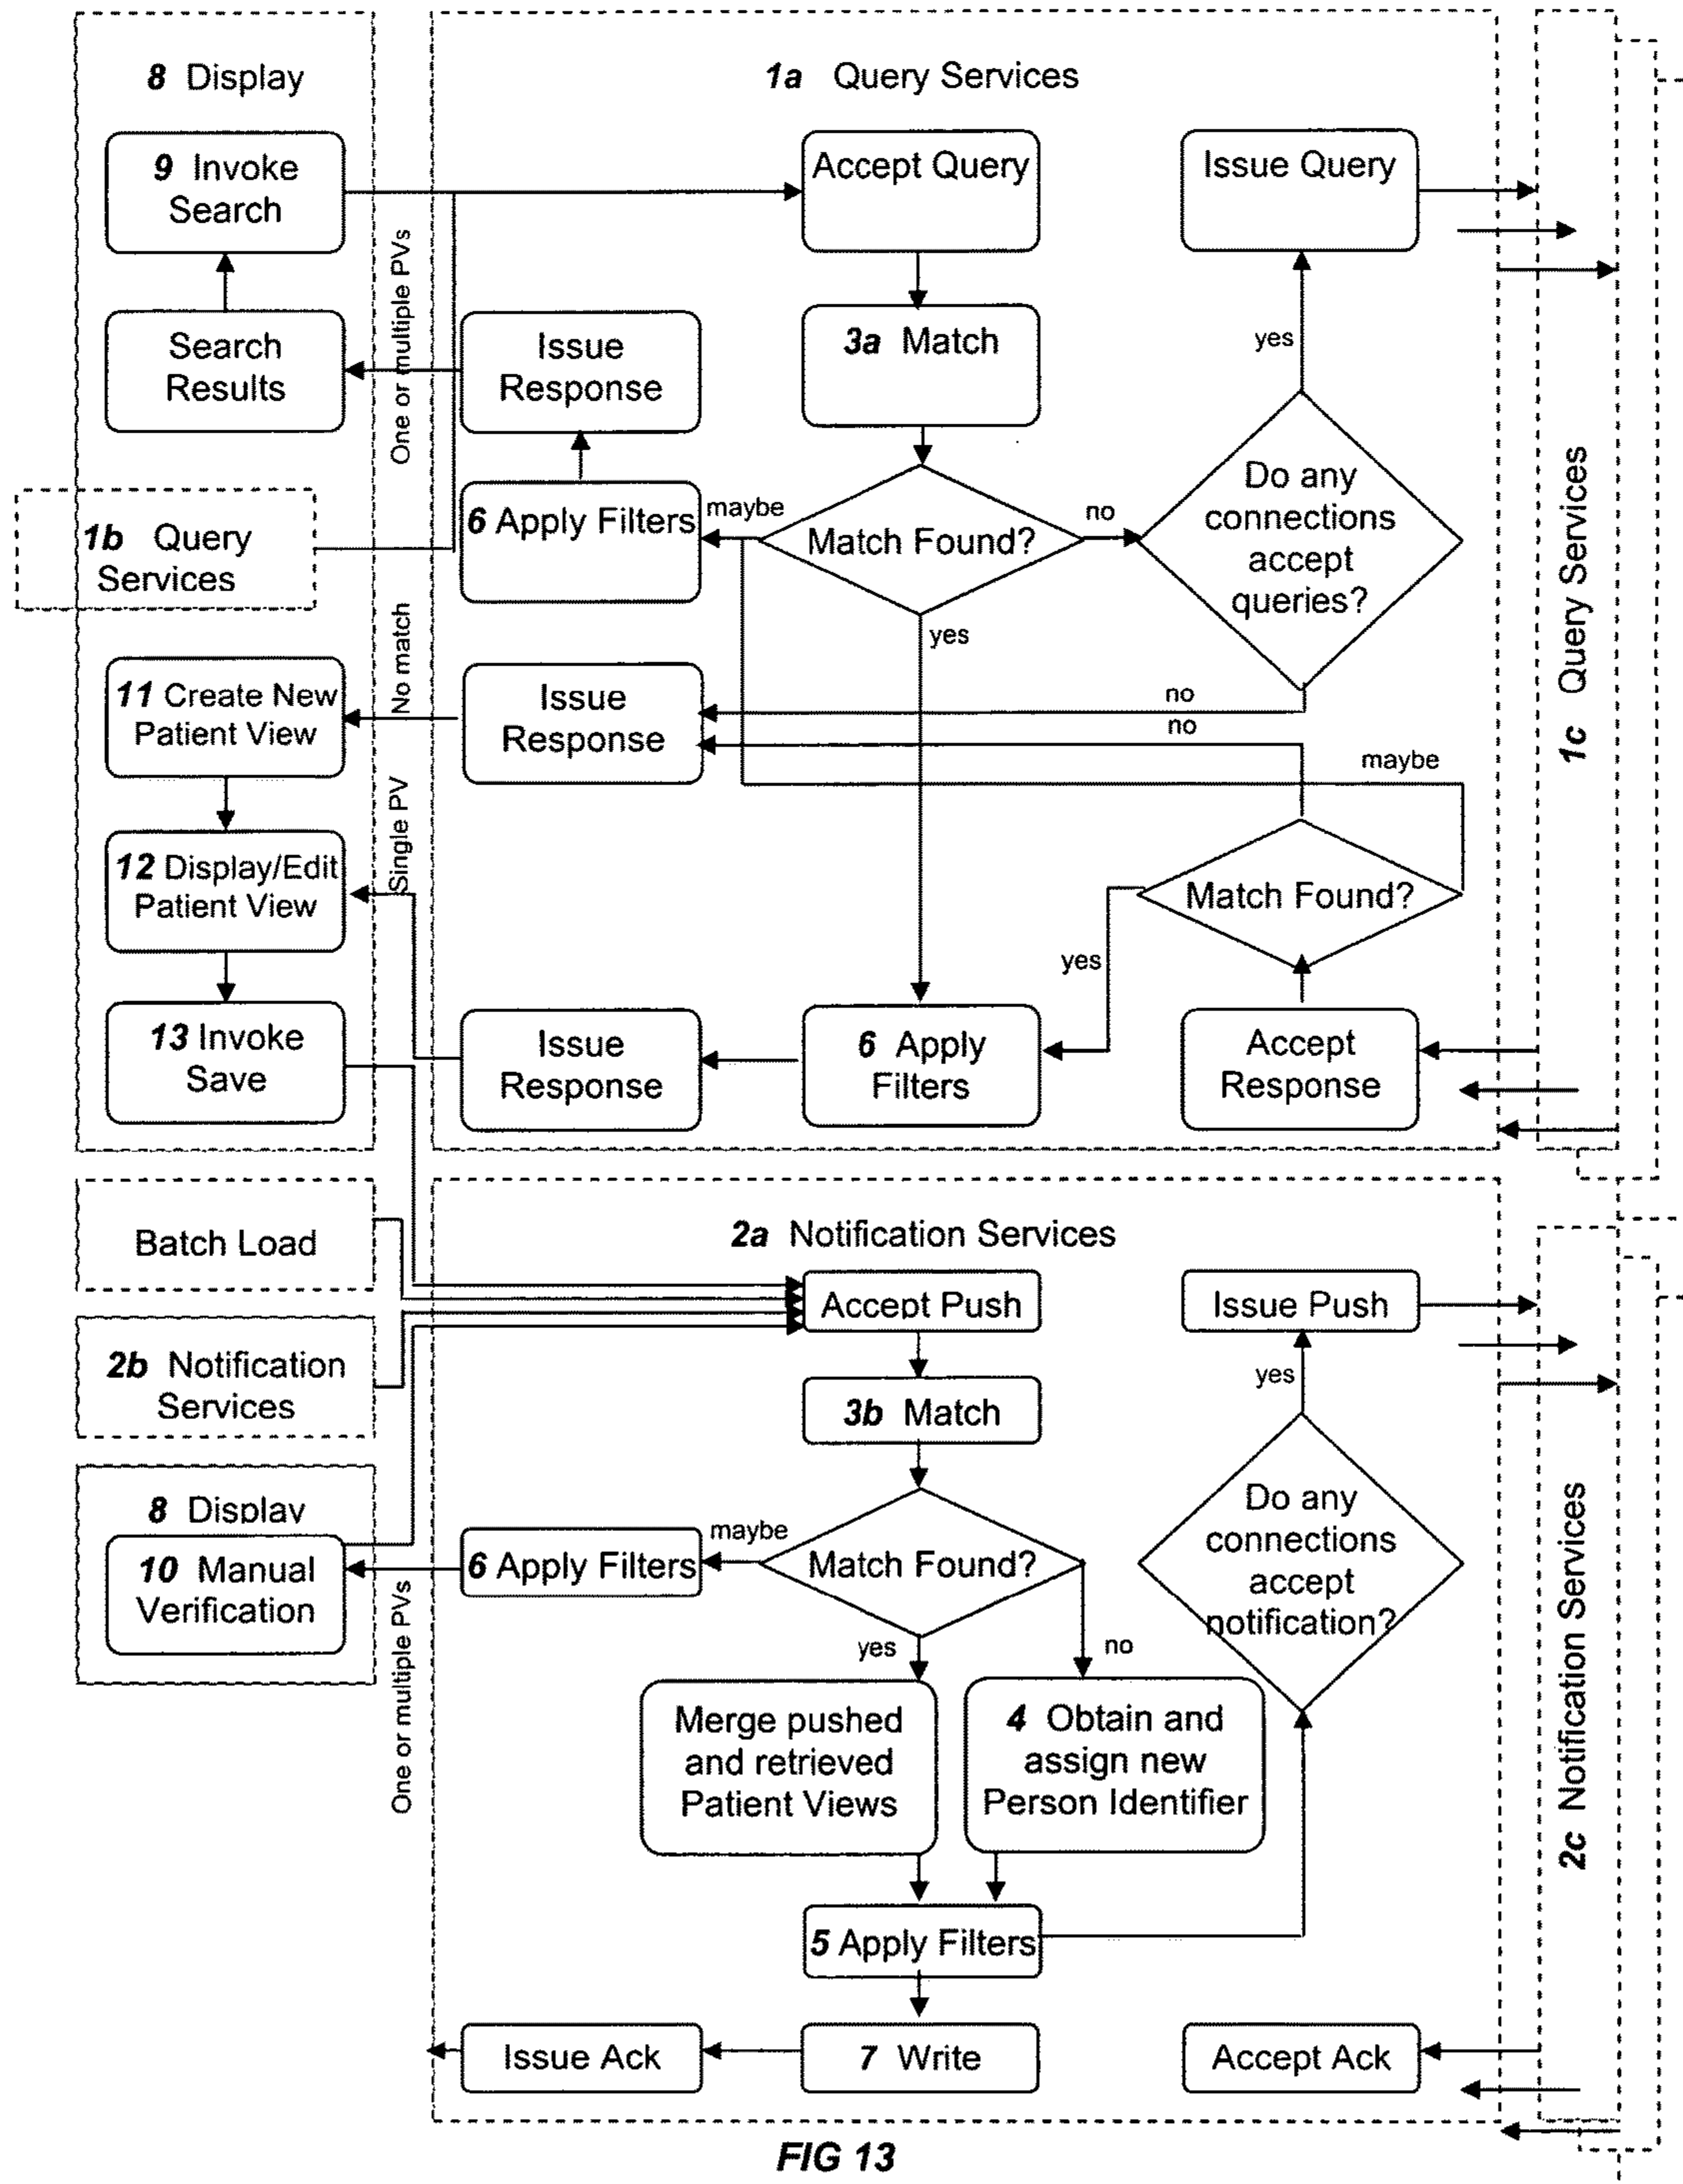 8 Display
9 Invoke
Search
Search
Results
1b Query
Services
11 Create New
Patient View
12 Display/Edit
Patient View
13 Invoke
Save
One or multiple PVs
No match
Single PV
1a Query Services
Accept Query
Issue Query
3a Match
yes
Issue
Response
6 Apply Filters
maybe
Match Found?
no
Do any
connections
accept
queries?
yes
Issue
Response
no
no
maybe
Match Found?
yes
Issue
Response
6 Apply
Filters
Accept
Response
1c Query Services
Batch Load
2b Notification
Services
8 Display
10 Manual
Verification
One or multiple PVs
2a Notification Services
Accept Push
Issue Push
3b Match
yes
6 Apply Filters
maybe
Match Found?
Do any
connections
accept
notification?
yes
no
Merge pushed
and retrieved
Patient Views
4 Obtain and
assign new
Person Identifier
5 Apply Filters
Issue Ack
7 Write
Accept Ack
2c Notification Services
FIG 13